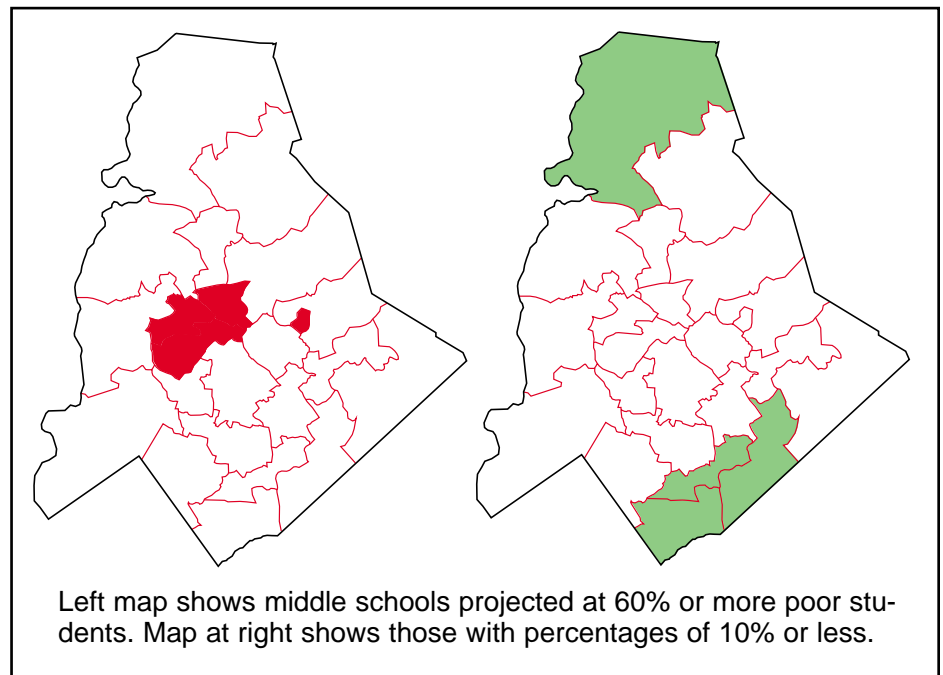 Left map shows middle schools projected at 60% or more poor stu-
dents. Map at right shows those with percentages of 10% or less.